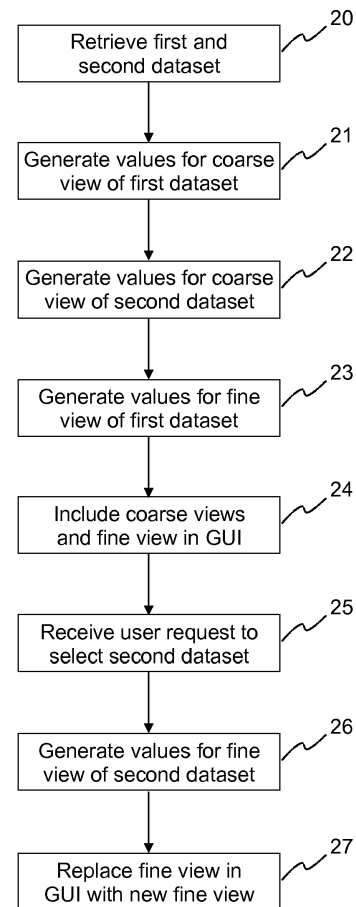 20
Retrieve first and
second dataset
21
Generate values for coarse
view of first dataset
22
Generate values for coarse
view of second dataset
23
Generate values for fine
view of first dataset
24
Include coarse views
and fine view in GUI
25
Receive user request to
select second dataset
26
Generate values for fine
view of second dataset
27
Replace fine view in
GUI with new fine view